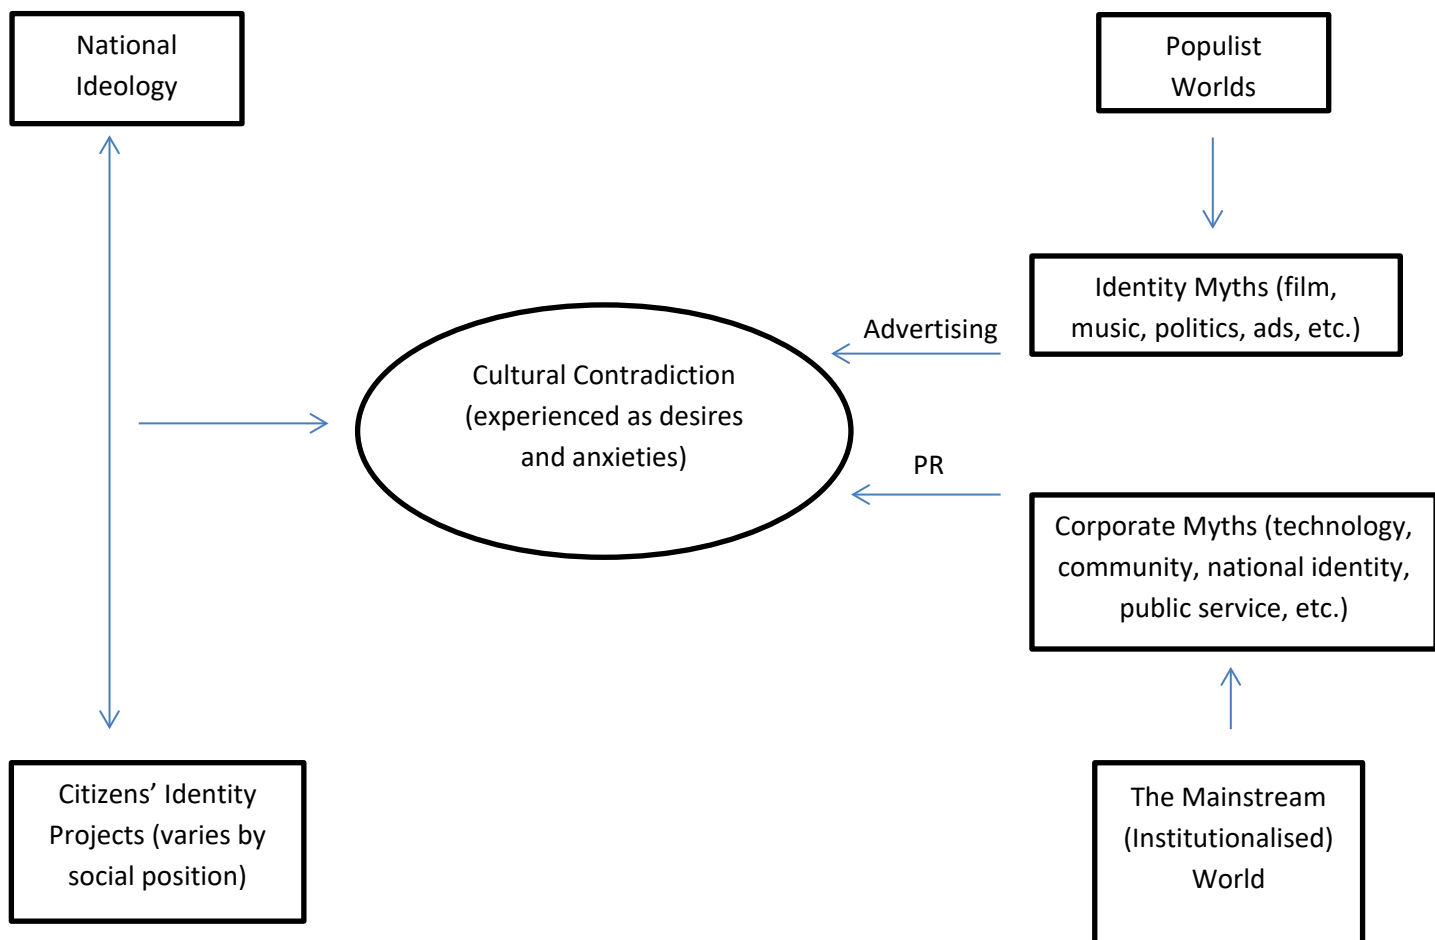 National
Ideology
Populist
Worlds
Identity Myths (film,
music, politics, ads, etc.)
Advertising
Cultural Contradiction
(experienced as desires
and anxieties)
PR
Corporate Myths (technology,
community, national identity,
public service, etc.)
Citizens’ Identity
Projects (varies by
social position)
The Mainstream
(Institutionalised)
World